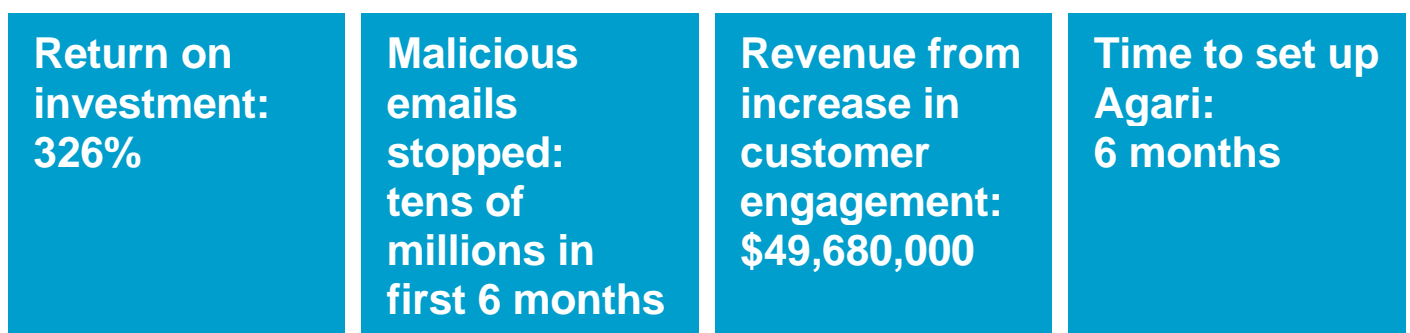 Return on
investment:
326%
Malicious
emails
stopped:
tens of
millions in
first 6 months
Revenue from
increase in
customer
engagement:
$49,680,000
Time to set up
Agari:
6 months